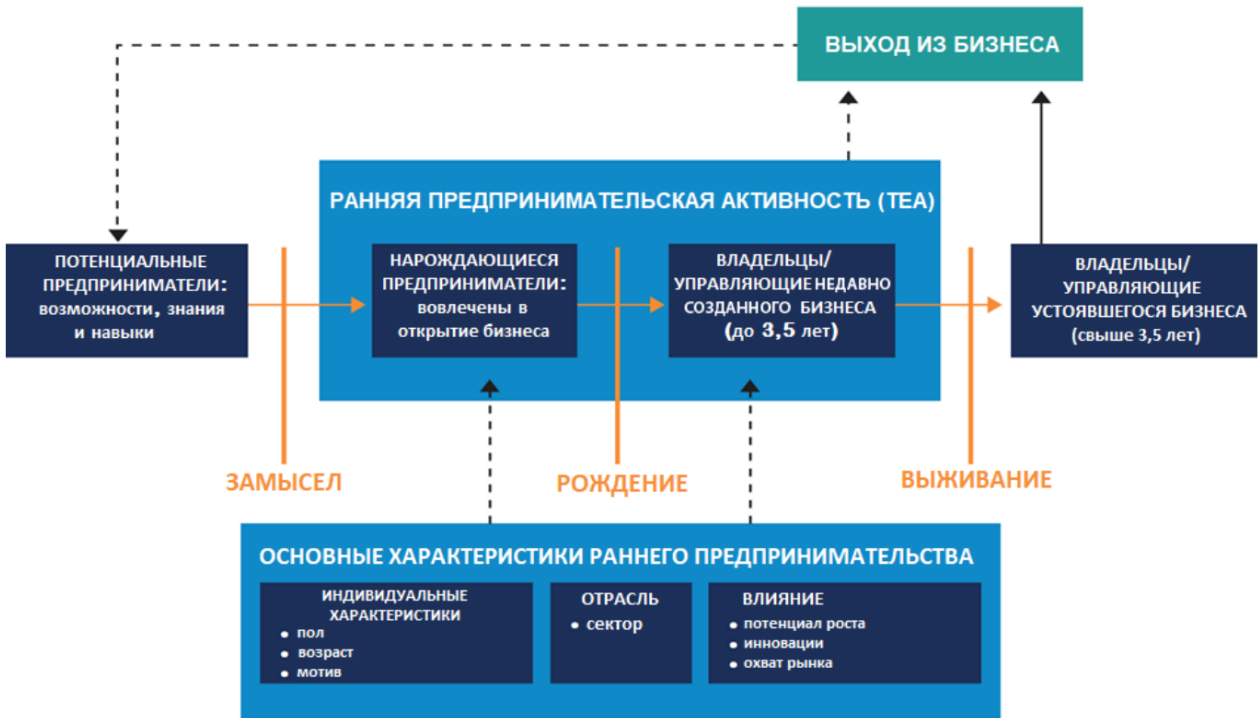 ВЫХОД ИЗ БИЗНЕСА
РАННЯЯ ПРЕДПРИНИМАТЕЛЬСКАЯ АКТИВНОСТЬ (TEA)
ПОТЕНЦИАЛЬНЫЕ
ПРЕДПРИНИМАТЕЛИ:
возможности, знания
и навыки
НАРОЖДАЮЩИЕСЯ
ПРЕДПРИНИМАТЕЛИ:
вовлечены в
открытие бизнеса
ВЛАДЕЛЬЦЫ/
УПРАВЛЯЮЩИЕ НЕДАВНО
СОЗДАННОГО БИЗНЕСА
(до 3,5 лет)
ВЛАДЕЛЬЦЫ/
УПРАВЛЯЮЩИЕ
УСТОЯВШЕГОСЯ БИЗНЕСА
(свыше 3,5 лет)
ЗАМЫСЕЛ
РОЖДЕНИЕ
ВЫЖИВАНИЕ
ОСНОВНЫЕ ХАРАКТЕРИСТИКИ РАННЕГО ПРЕДПРИНИМАТЕЛЬСТВА
ИНДИВИДУАЛЬНЫЕ
ХАРАКТЕРИСТИКИ
• пол
• возраст
• мотив
ОТРАСЛЬ
• сектор
ВЛИЯНИЕ
• потенциал роста
• инновации
• охват рынка